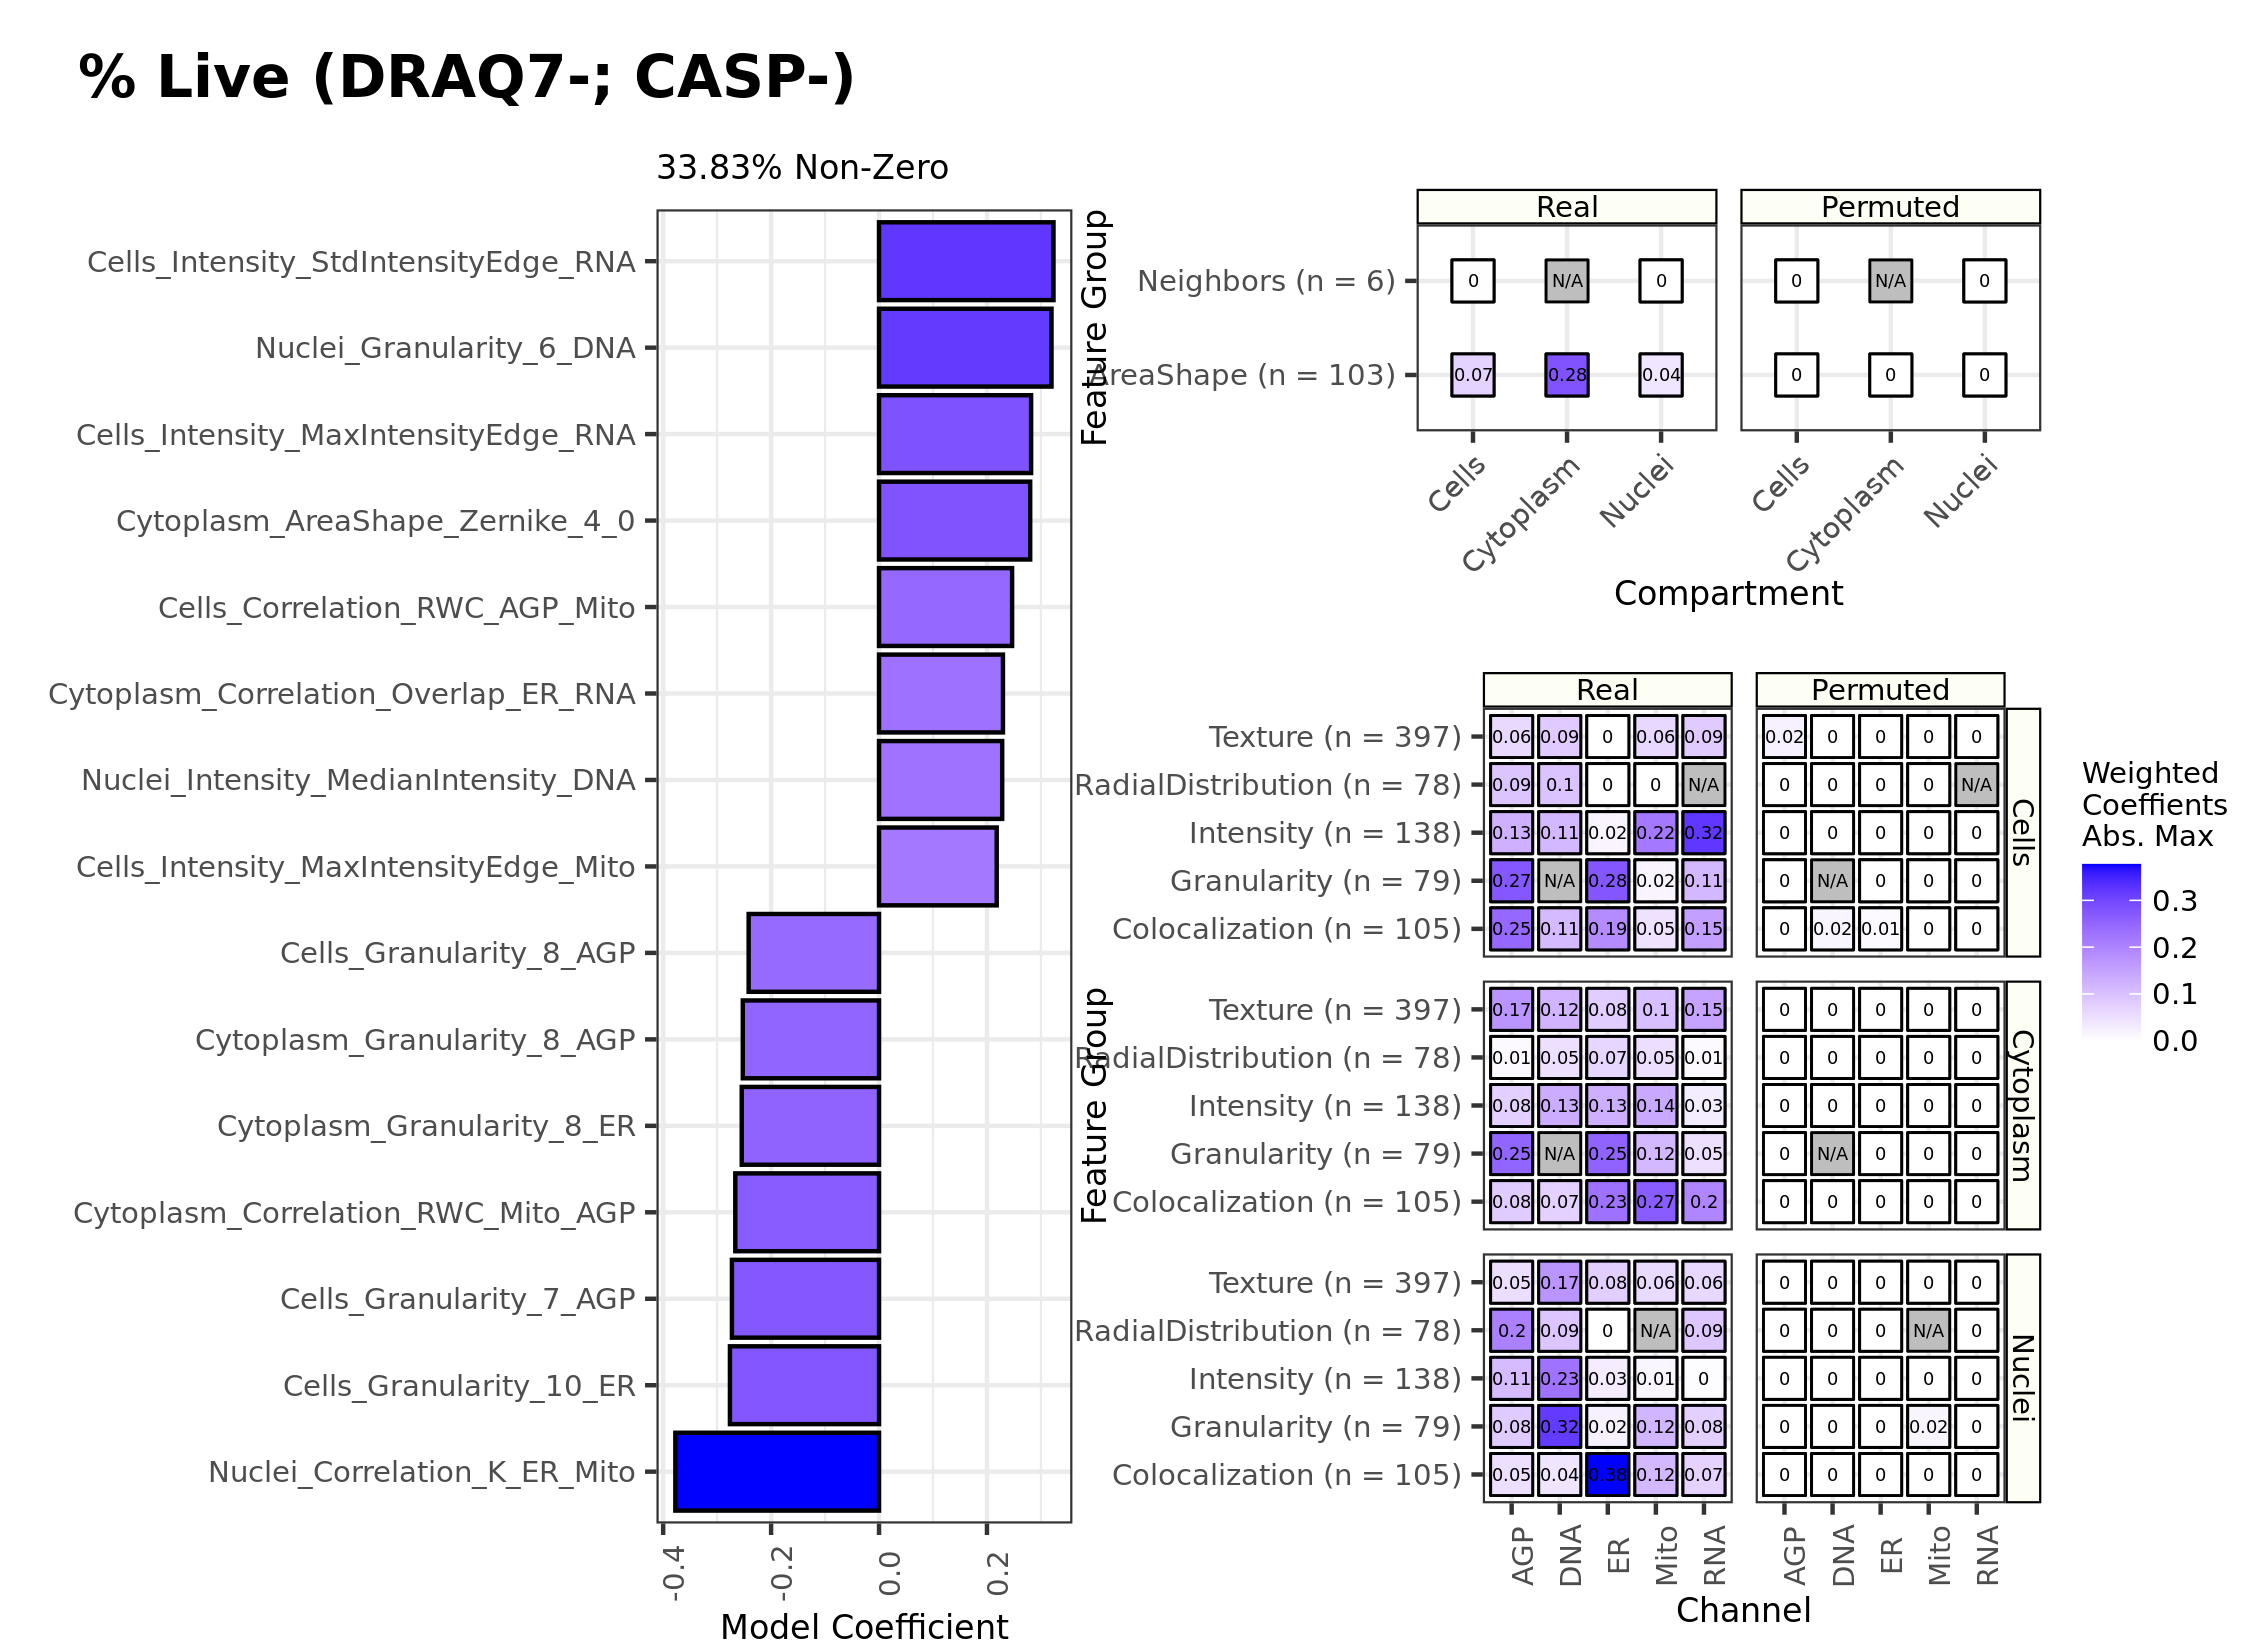 % Live (DRAQ7-; CASP-)
33.83% Non-Zero
Cells_Intensity_StdIntensityEdge_RNA
Nuclei_Granularity_6_DNA
Cells_Intensity_MaxIntensityEdge_RNA
Cytoplasm_AreaShape_Zernike_4_0
Cells_Correlation_RWC_AGP_Mito
Cytoplasm_Correlation_Overlap_ER_RNA
Nuclei_Intensity_MedianIntensity_DNA
Cells_Intensity_MaxIntensityEdge_Mito
Cells_Granularity_8_AGP
Cytoplasm_Granularity_8_AGP
Cytoplasm_Granularity_8_ER
Cytoplasm_Correlation_RWC_Mito_AGP
Cells_Granularity_7_AGP
Cells_Granularity_10_ER
Nuclei_Correlation_K_ER_Mito
-0.4 -0.2 0.0 0.2
Model Coefficient
Feature Group
Real Permuted
Neighbors (n = 6) 0 N/A 0 0 N/A 0
AreaShape (n = 103) 0.07 0.28 0.04 0 0 0
Cells Cytoplasm Nuclei Cells Cytoplasm Nuclei
Compartment
Feature Group
Real Permuted
Texture (n = 397) 0.06 0.09 0 0.06 0.09 0.02 0 0 0 0
RadialDistribution (n = 78) 0.09 0.1 0 0 N/A 0 0 0 0 N/A
Intensity (n = 138) 0.13 0.11 0.02 0.22 0.32 0 0 0 0 0
Granularity (n = 79) 0.27 N/A 0.28 0.02 0.11 0 N/A 0 0 0
Colocalization (n = 105) 0.25 0.11 0.19 0.05 0.15 0 0.02 0.01 0 0
Cells
Texture (n = 397) 0.17 0.12 0.08 0.1 0.15 0 0 0 0 0
RadialDistribution (n = 78) 0.01 0.05 0.07 0.05 0.01 0 0 0 0 0
Intensity (n = 138) 0.08 0.13 0.13 0.14 0.03 0 0 0 0 0
Granularity (n = 79) 0.25 N/A 0.25 0.12 0.05 0 N/A 0 0 0
Colocalization (n = 105) 0.08 0.07 0.23 0.27 0.2 0 0 0 0 0
Cytoplasm
Texture (n = 397) 0.05 0.17 0.08 0.06 0.06 0 0 0 0 0
RadialDistribution (n = 78) 0.2 0.09 0 N/A 0.09 0 0 0 N/A 0
Intensity (n = 138) 0.11 0.23 0.03 0.01 0 0 0 0 0 0
Granularity (n = 79) 0.08 0.32 0.02 0.12 0.08 0 0 0 0.02 0
Colocalization (n = 105) 0.05 0.04 0.38 0.12 0.07 0 0 0 0 0
Nuclei
AGP DNA ER Mito RNA AGP DNA ER Mito RNA
Channel
Weighted
Coeffients
Abs. Max
0.3
0.2
0.1
0.0